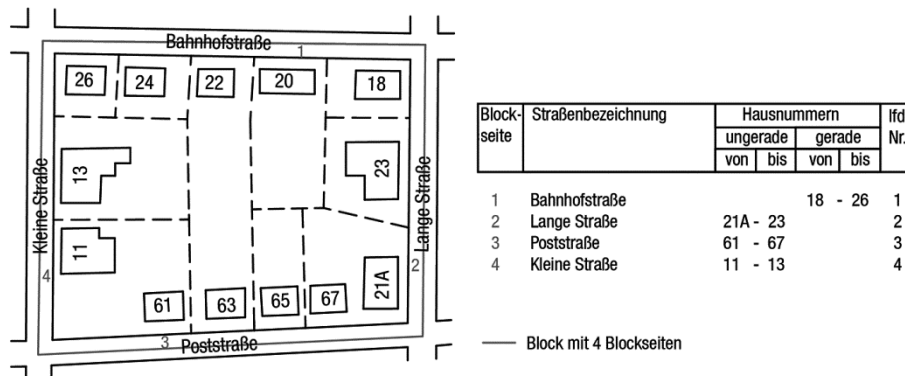 Bahnhofstraße
1
26
24
22
20
18
13
23
Kleine Straße
Lange Straße
11
4
2
61
63
65
67
21A
3
Poststraße
Block-
seite
Straßenbezeichnung
Hausnummern
lfd
Nr.
ungerade
gerade
von bis von bis
1 Bahnhofstraße 18 - 26 1
2 Lange Straße 21A - 23 2
3 Poststraße 61 - 67 3
4 Kleine Straße 11 - 13 4
Block mit 4 Blockseiten